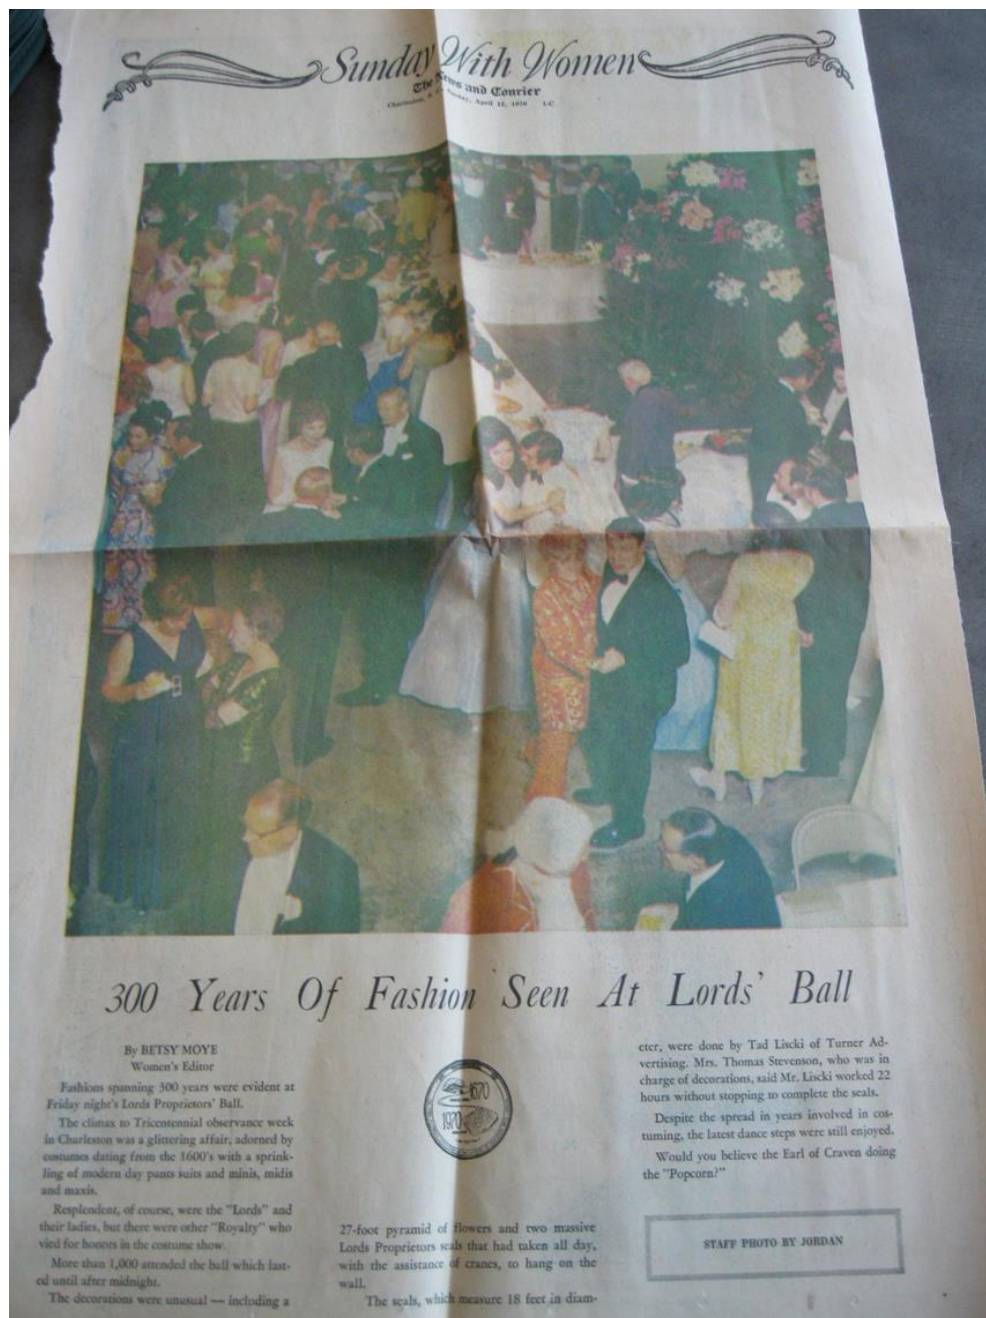 Sunday With Women
The News and Courier
Charleston, S. C., Sunday, April 12, 1970 1-C
300 Years Of Fashion Seen At Lords' Ball
By BETSY MOYE
Women's Editor
Fashions spanning 300 years were evident at
Friday night's Lords Proprietors' Ball.
The climax to Tricentennial observance week
in Charleston was a glittering affair, adorned by
costumes dating from the 1600's with a sprink-
ling of modern day pants suits and minis, midis
and maxis.
Resplendent, of course, were the "Lords" and
their ladies, but there were other "Royalty" who
vied for honors in the costume show.
More than 1,000 attended the ball which last-
ed until after midnight.
The decorations were unusual — including a
1670
1970
27-foot pyramid of flowers and two massive
Lords Proprietors seals that had taken all day,
with the assistance of cranes, to hang on the
wall.
The seals, which measure 18 feet in diam-
eter, were done by Tad Liscki of Turner Ad-
vertising. Mrs. Thomas Stevenson, who was in
charge of decorations, said Mr. Liscki worked 22
hours without stopping to complete the seals.
Despite the spread in years involved in cos-
tuming, the latest dance steps were still enjoyed.
Would you believe the Earl of Craven doing
the "Popcorn?"
STAFF PHOTO BY JORDAN